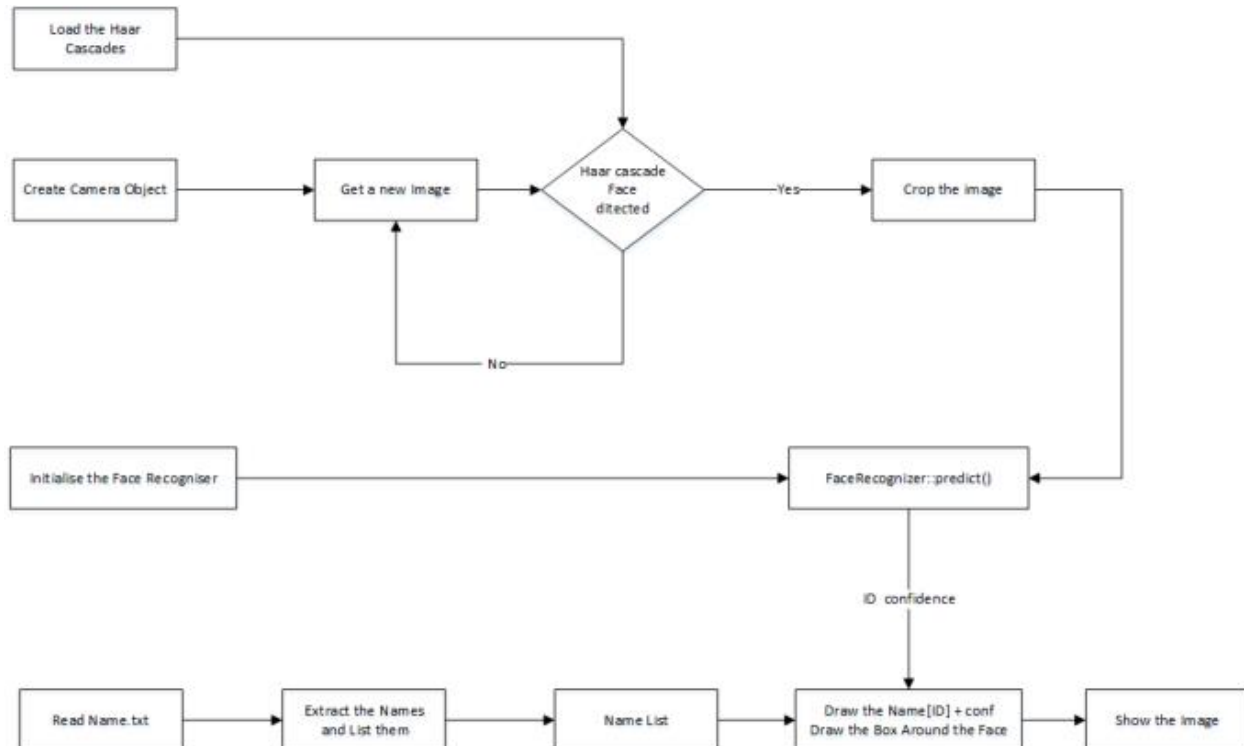 Load the Haar
Cascades
Create Camera Object
Get a new Image
Haar cascade
Face
ditected
Yes
Crop the image
No
Initialise the Face Recogniser
FaceRecognizer::predict()
ID confidence
Read Name.txt
Extract the Names
and List them
Name List
Draw the Name[ID] + conf
Draw the Box Around the Face
Show the Image